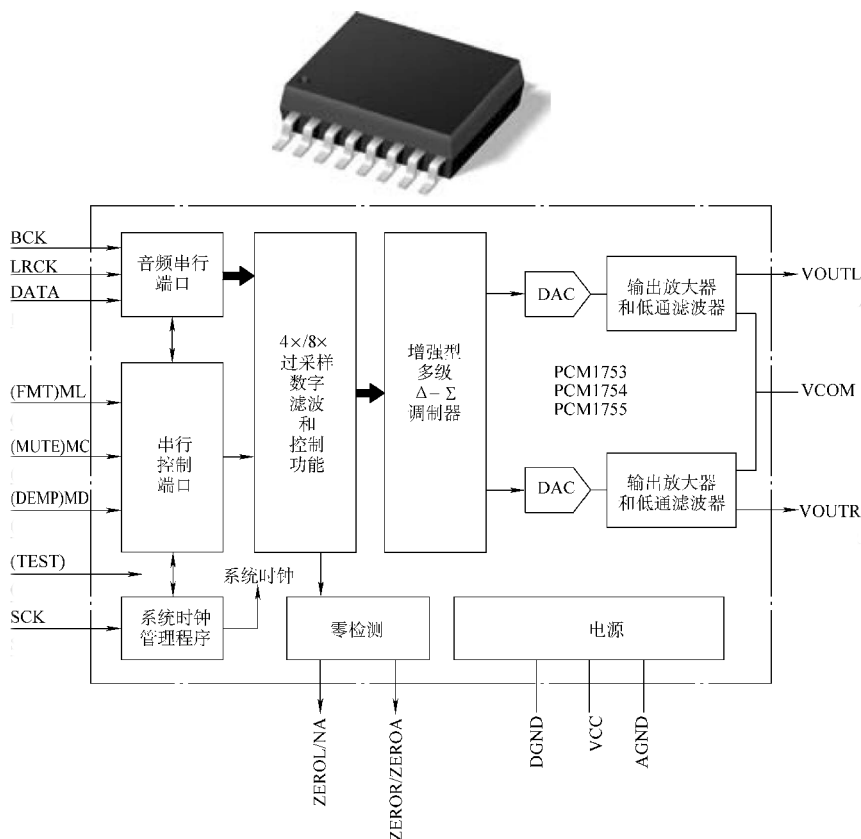 BCK
LRCK
DATA
(FMT)ML
(MUTE)MC
(DEMP)MD
(TEST)
SCK
音频串行
端口
串行
控制
端口
系统时钟
管理程序
系统时钟
4×/8×
过采样
数字
滤波
和
控制
功能
增强型
多级
Δ-Σ
调制器
DAC
输出放大器
和低通滤波器
PCM1753
PCM1754
PCM1755
DAC
输出放大器
和低通滤波器
VOUTL
VCOM
VOUTR
零检测
电源
ZEROL/NA
ZEROR/ZEROA
DGND
VCC
AGND